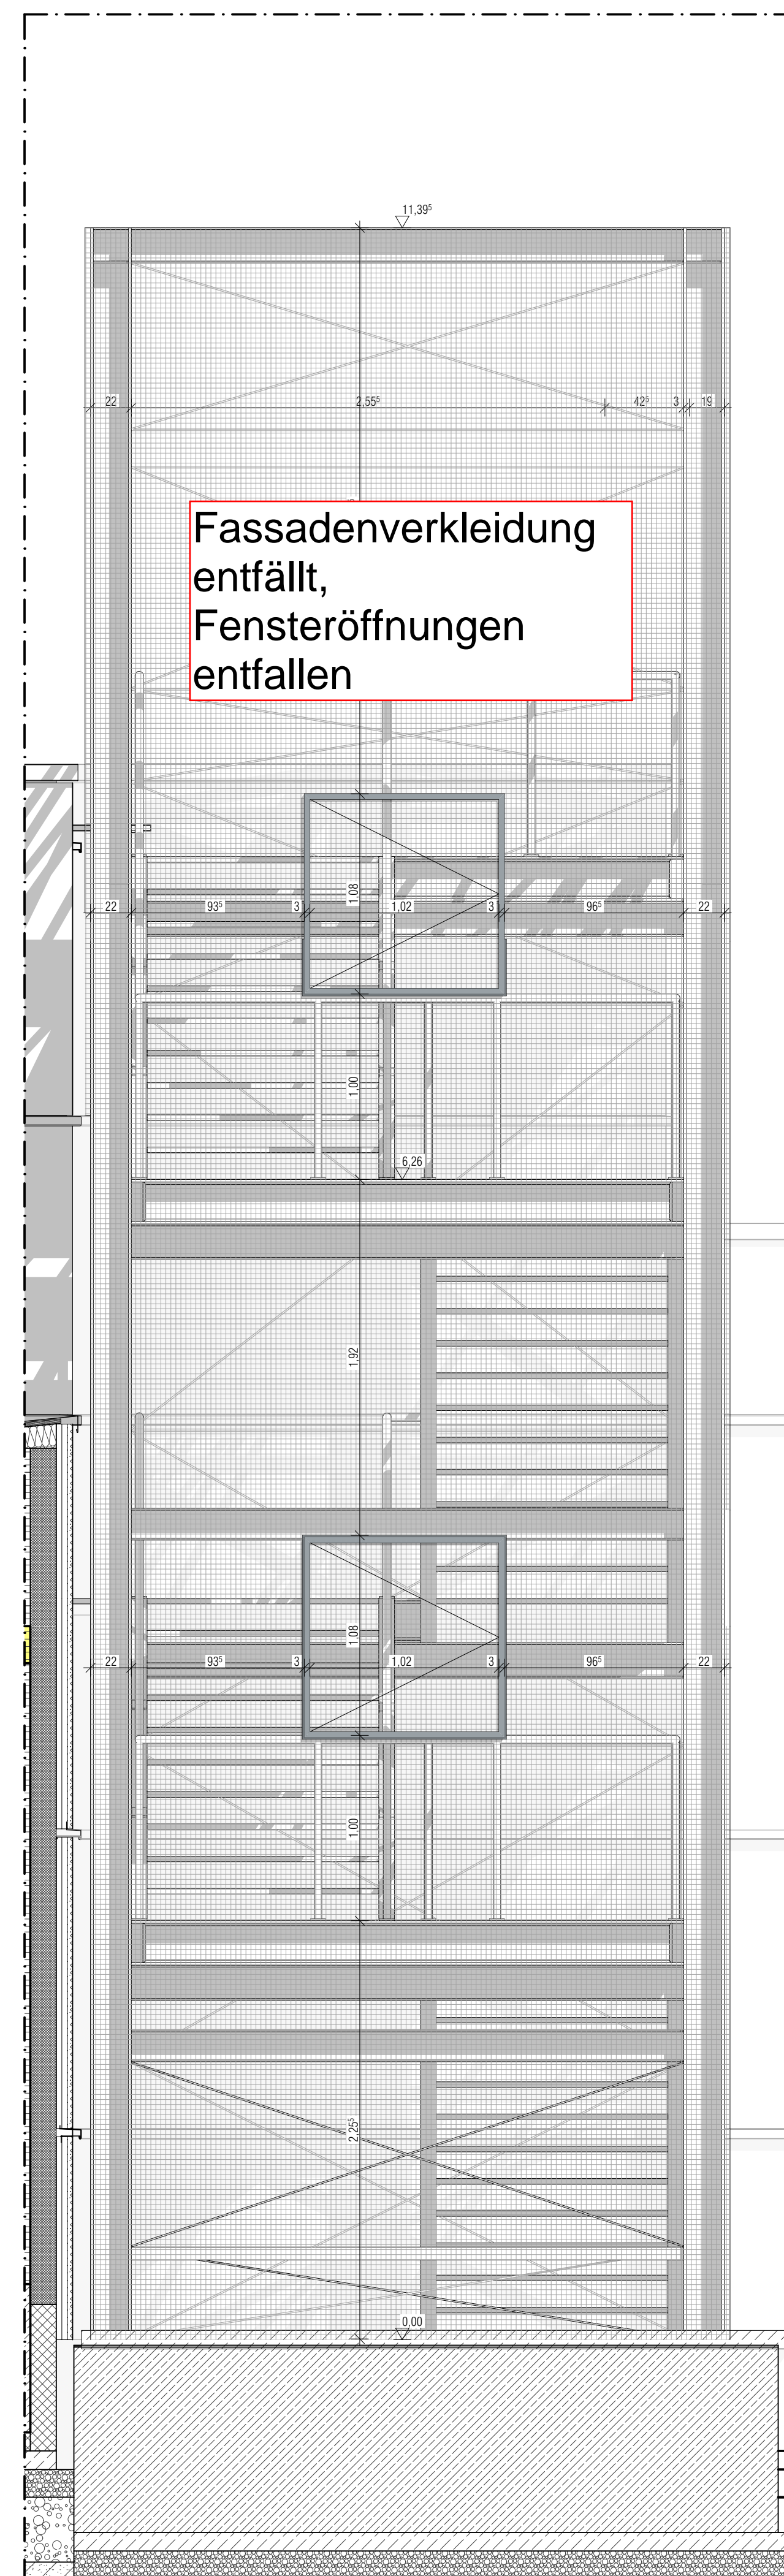 11,39⁵
22 2,55⁵ 42⁵ 3 19
Fassadenverkleidung
entfällt,
Fensteröffnungen
entfallen
1,08
22 93⁵ 3 1,02 3 96⁵ 22
1,00
6,26
1,92
1,08
22 93⁵ 3 1,02 3 96⁵ 22
1,00
2,25⁵
0,00